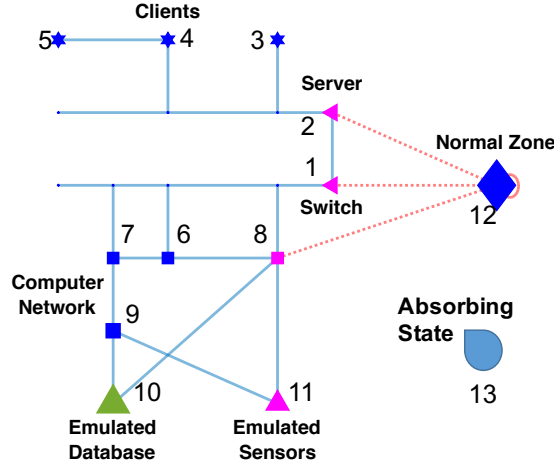 Clients
5
4
3
Server
2
Normal Zone
1
Switch
12
7
6
8
Computer
Network
9
Absorbing
State
10
11
13
Emulated
Database
Emulated
Sensors